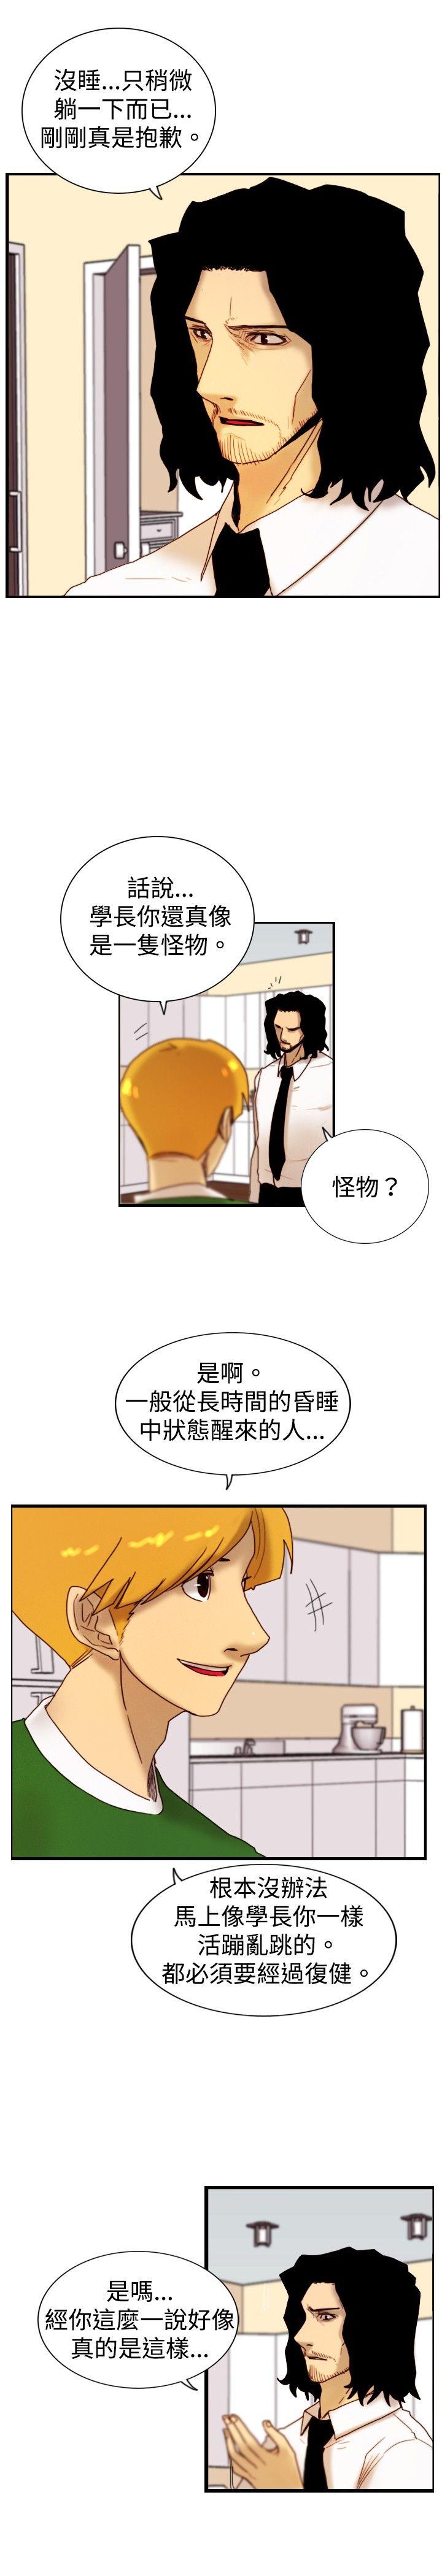 沒睡...只稍微
躺一下而已...
剛剛真是抱歉。
話說...
學長你還真像
是一隻怪物。
怪物？
是啊。
一般從長時間的昏睡
中狀態醒來的人...
根本沒辦法
馬上像學長你一樣
活蹦亂跳的。
都必須要經過復健。
是嗎...
經你這麼一說好像
真的是這樣...